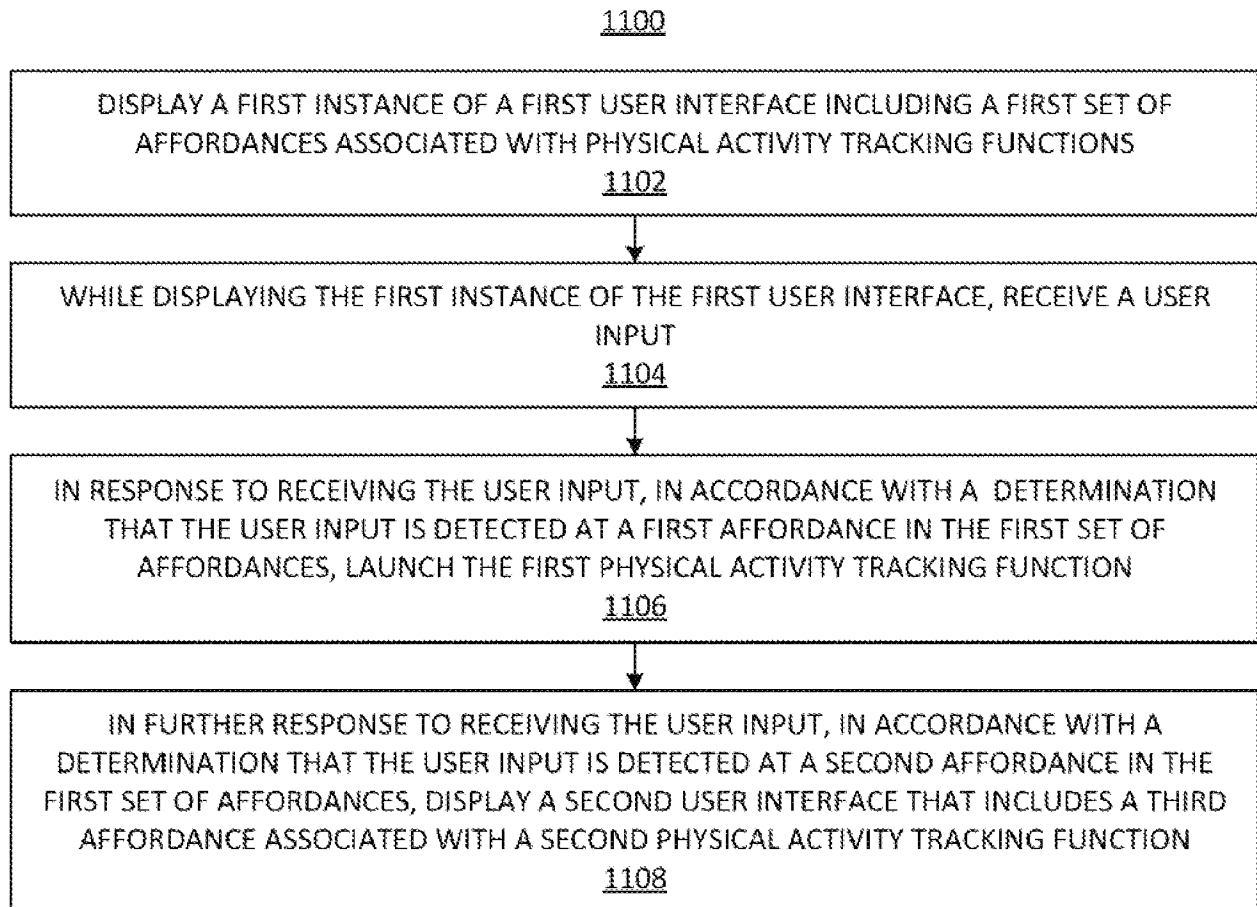 1100
DISPLAY A FIRST INSTANCE OF A FIRST USER INTERFACE INCLUDING A FIRST SET OF
AFFORDANCES ASSOCIATED WITH PHYSICAL ACTIVITY TRACKING FUNCTIONS
1102
WHILE DISPLAYING THE FIRST INSTANCE OF THE FIRST USER INTERFACE, RECEIVE A USER
INPUT
1104
IN RESPONSE TO RECEIVING THE USER INPUT, IN ACCORDANCE WITH A DETERMINATION
THAT THE USER INPUT IS DETECTED AT A FIRST AFFORDANCE IN THE FIRST SET OF
AFFORDANCES, LAUNCH THE FIRST PHYSICAL ACTIVITY TRACKING FUNCTION
1106
IN FURTHER RESPONSE TO RECEIVING THE USER INPUT, IN ACCORDANCE WITH A
DETERMINATION THAT THE USER INPUT IS DETECTED AT A SECOND AFFORDANCE IN THE
FIRST SET OF AFFORDANCES, DISPLAY A SECOND USER INTERFACE THAT INCLUDES A THIRD
AFFORDANCE ASSOCIATED WITH A SECOND PHYSICAL ACTIVITY TRACKING FUNCTION
1108